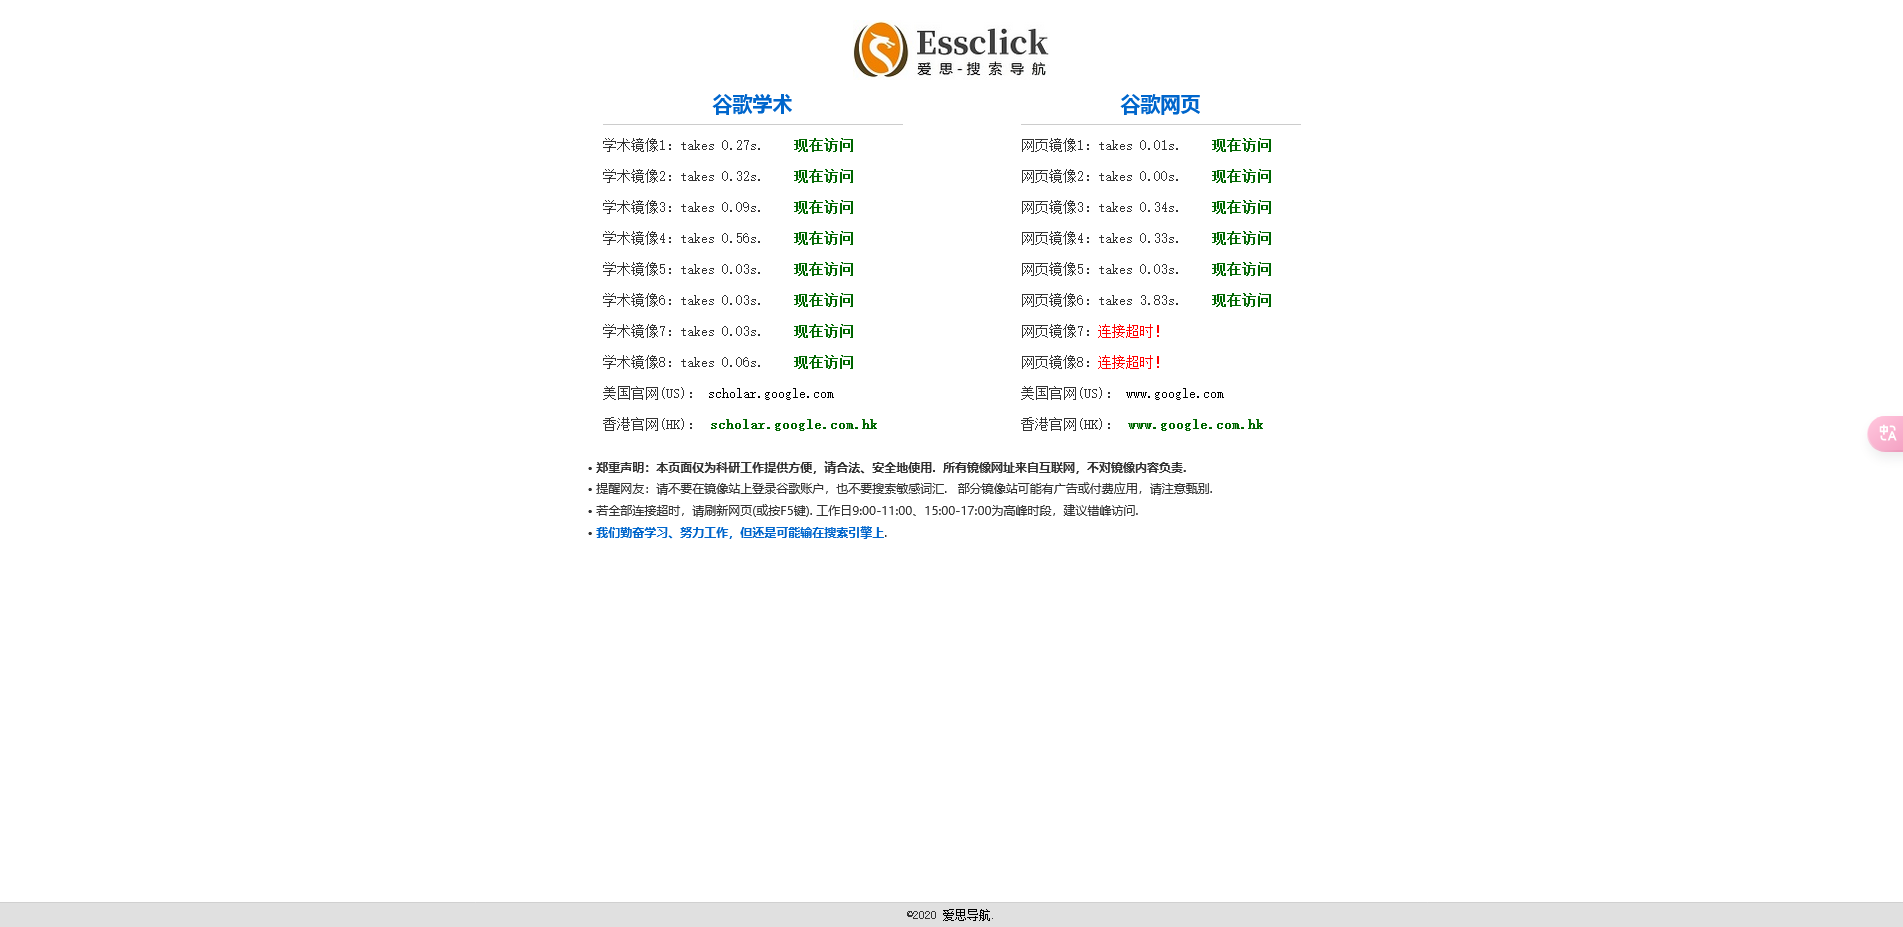 Essclick
爱思-搜索导航
谷歌学术
学术镜像1: takes 0.27s. 现在访问
学术镜像2: takes 0.32s. 现在访问
学术镜像3: takes 0.09s. 现在访问
学术镜像4: takes 0.56s. 现在访问
学术镜像5: takes 0.03s. 现在访问
学术镜像6: takes 0.03s. 现在访问
学术镜像7: takes 0.03s. 现在访问
学术镜像8: takes 0.06s. 现在访问
美国官网(US): scholar.google.com
香港官网(HK): scholar.google.com.hk
谷歌网页
网页镜像1: takes 0.01s. 现在访问
网页镜像2: takes 0.00s. 现在访问
网页镜像3: takes 0.34s. 现在访问
网页镜像4: takes 0.33s. 现在访问
网页镜像5: takes 0.03s. 现在访问
网页镜像6: takes 3.83s. 现在访问
网页镜像7: 连接超时!
网页镜像8: 连接超时!
美国官网(US): www.google.com
香港官网(HK): www.google.com.hk
• 郑重声明：本页面仅为科研工作提供方便，请合法、安全地使用. 所有镜像网址来自互联网，不对镜像内容负责.
• 提醒网友：请不要在镜像站上登录谷歌账户，也不要搜索敏感词汇. 部分镜像站可能有广告或付费应用，请注意甄别.
• 若全部连接超时，请刷新网页(或按F5键). 工作日9:00-11:00、15:00-17:00为高峰时段，建议错峰访问.
• 我们勤奋学习、努力工作，但还是可能输在搜索引擎上.
中A
©2020 爱思导航.